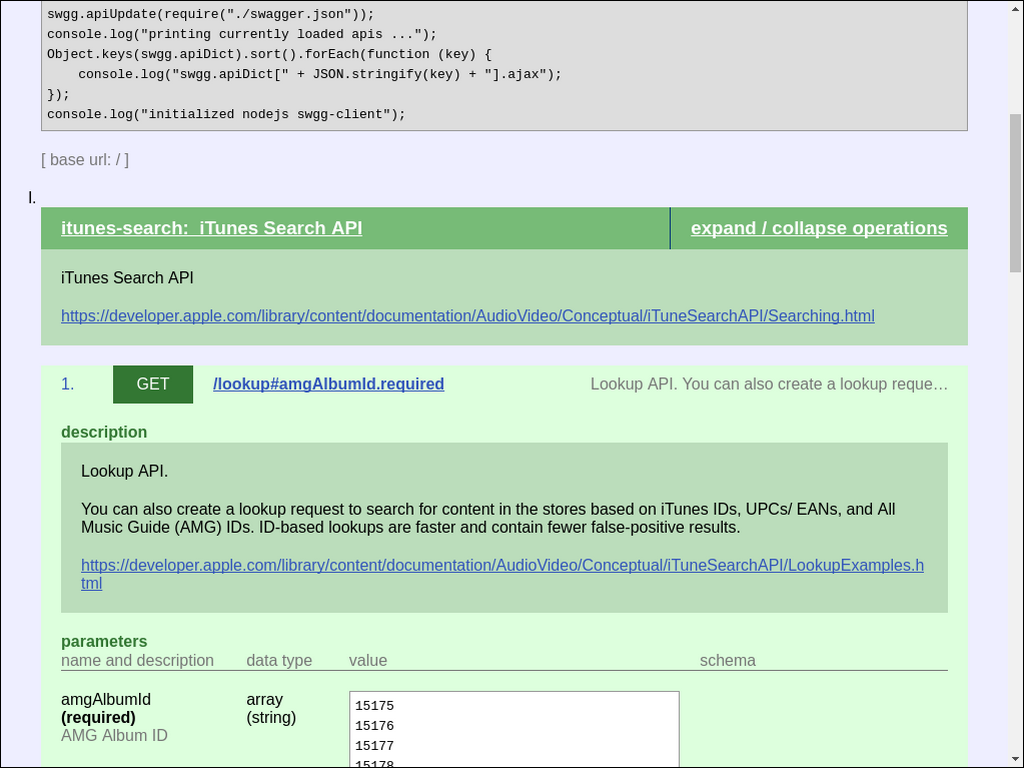 swgg.apiUpdate(require("./swagger.json"));
console.log("printing currently loaded apis ...");
Object.keys(swgg.apiDict).sort().forEach(function (key) {
    console.log("swgg.apiDict[" + JSON.stringify(key) + "].ajax");
});
console.log("initialized nodejs swgg-client");
[ base url: / ]
I.
itunes-search:  iTunes Search API
expand / collapse operations
iTunes Search API
https://developer.apple.com/library/content/documentation/AudioVideo/Conceptual/iTuneSearchAPI/Searching.html
1. GET /lookup#amgAlbumId.required Lookup API. You can also create a lookup reque…
description
Lookup API.
You can also create a lookup request to search for content in the stores based on iTunes IDs, UPCs/ EANs, and All
Music Guide (AMG) IDs. ID-based lookups are faster and contain fewer false-positive results.
https://developer.apple.com/library/content/documentation/AudioVideo/Conceptual/iTuneSearchAPI/LookupExamples.h
tml
parameters
name and description data type value schema
amgAlbumId array 15175
(required) (string) 15176
AMG Album ID 15177
15178